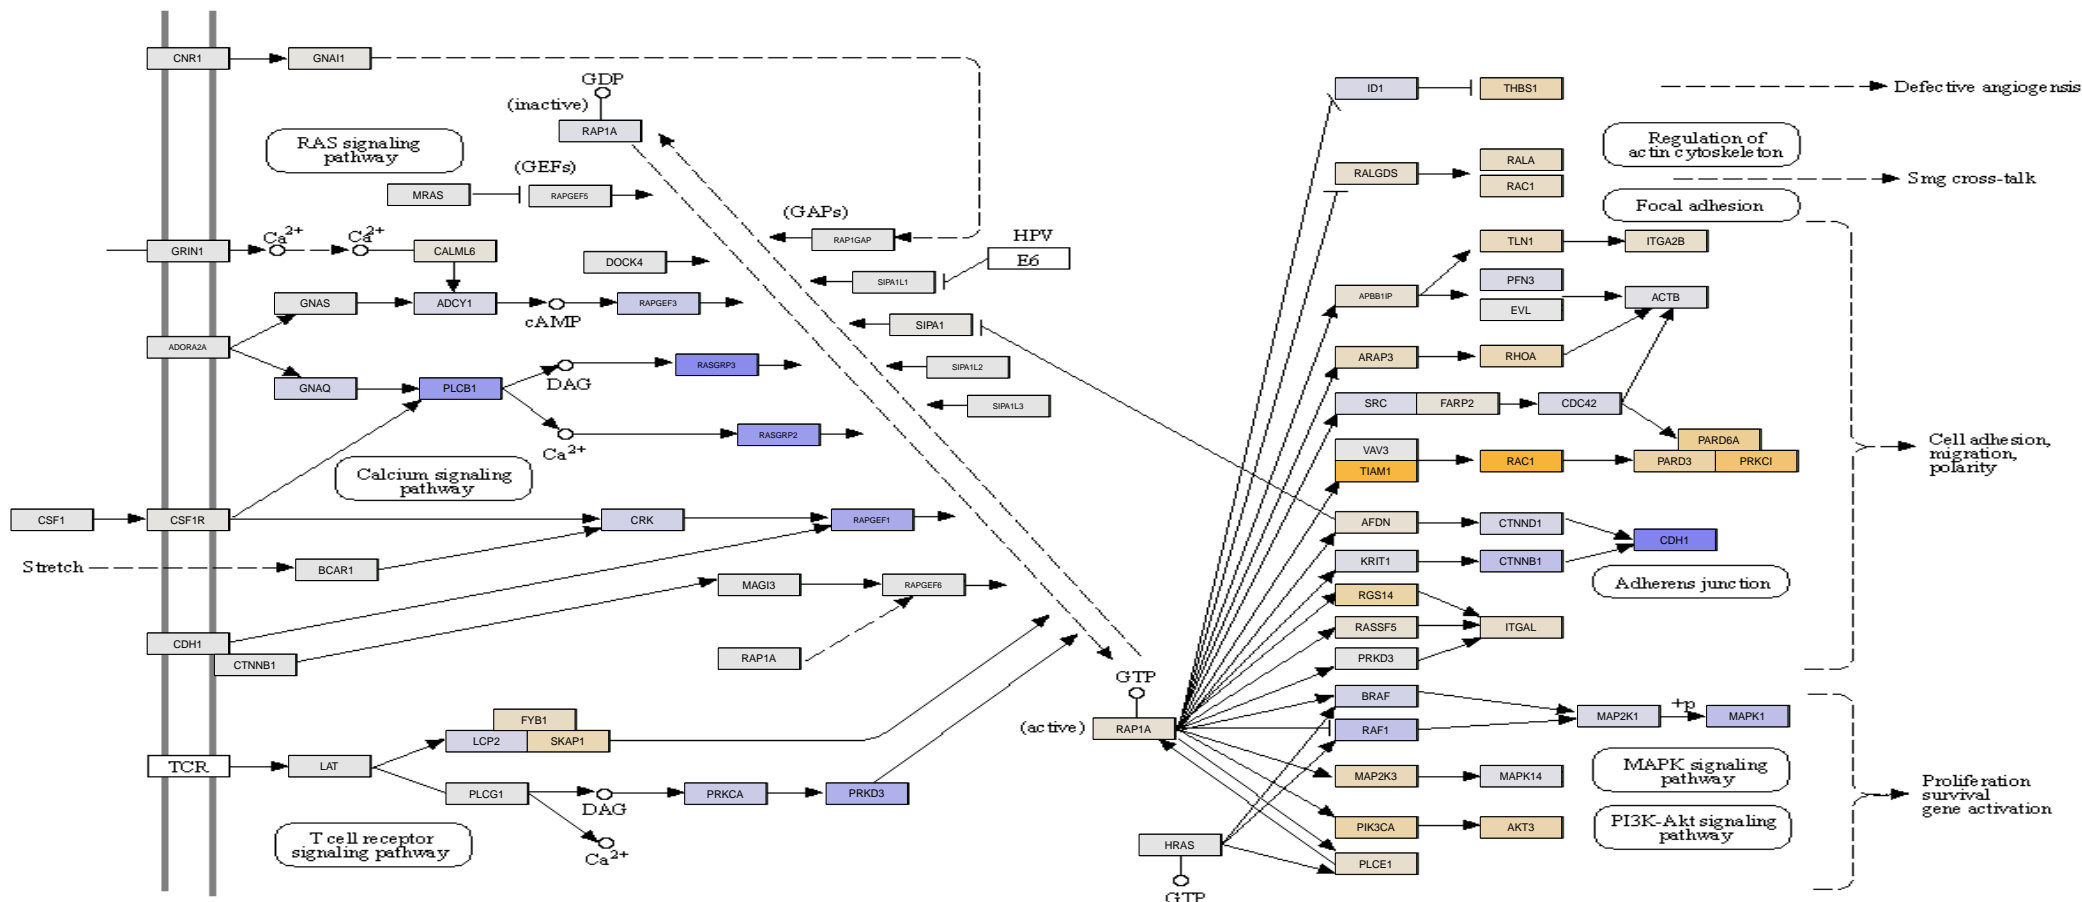 CNR1
GNAI1
GDP
(inactive)
RAP1A
RAS signaling
pathway
(GEFs)
MRAS
RAPGEF5
(GAPs)
RAP1GAP
HPV
E6
GRIN1
Ca2+
Ca2+
CALML6
DOCK4
SIPA1L1
GNAS
ADCY1
cAMP
RAPGEF3
SIPA1
ADORA2A
GNAQ
PLCB1
DAG
RASGRP3
SIPA1L2
SIPA1L3
Ca2+
RASGRP2
Calcium signaling
pathway
CSF1
CSF1R
CRK
RAPGEF1
Stretch
BCAR1
MAGI3
RAPGEF6
CDH1
CTNNB1
RAP1A
GTP
(active)
RAP1A
FYB1
LCP2
SKAP1
TCR
LAT
PLCG1
DAG
PRKCA
PRKD3
Ca2+
T cell receptor
signaling pathway
HRAS
GTP
ID1
THBS1
Defective angiogensis
Regulation of
actin cytoskeleton
RALGDS
RALA
RAC1
Smg cross-talk
Focal adhesion
TLN1
ITGA2B
APBB1IP
PFN3
EVL
ACTB
ARAP3
RHOA
SRC
FARP2
CDC42
PARD6A
PARD3
PRKCI
VAV3
TIAM1
RAC1
Cell adhesion,
migration,
polarity
AFDN
CTNND1
CDH1
KRIT1
CTNNB1
Adherens junction
RGS14
RASSF5
ITGAL
PRKD3
BRAF
RAF1
MAP2K1
+p
MAPK1
MAP2K3
MAPK14
MAPK signaling
pathway
PIK3CA
AKT3
PI3K-Akt signaling
pathway
PLCE1
Proliferation
survival
gene activation